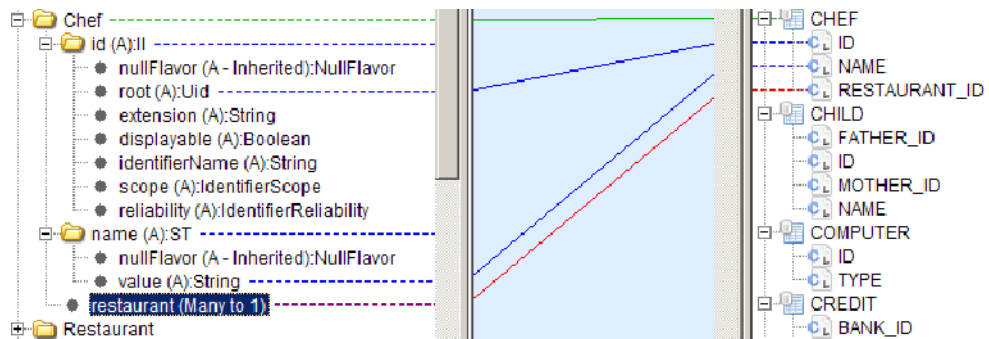 Chef
id (A):II
nullFlavor (A - Inherited):NullFlavor
root (A):Uid
extension (A):String
displayable (A):Boolean
identifierName (A):String
scope (A):IdentifierScope
reliability (A):IdentifierReliability
name (A):ST
nullFlavor (A - Inherited):NullFlavor
value (A):String
restaurant (Many to 1)
Restaurant
CHEF
ID
NAME
RESTAURANT_ID
CHILD
FATHER_ID
ID
MOTHER_ID
NAME
COMPUTER
ID
TYPE
CREDIT
BANK_ID